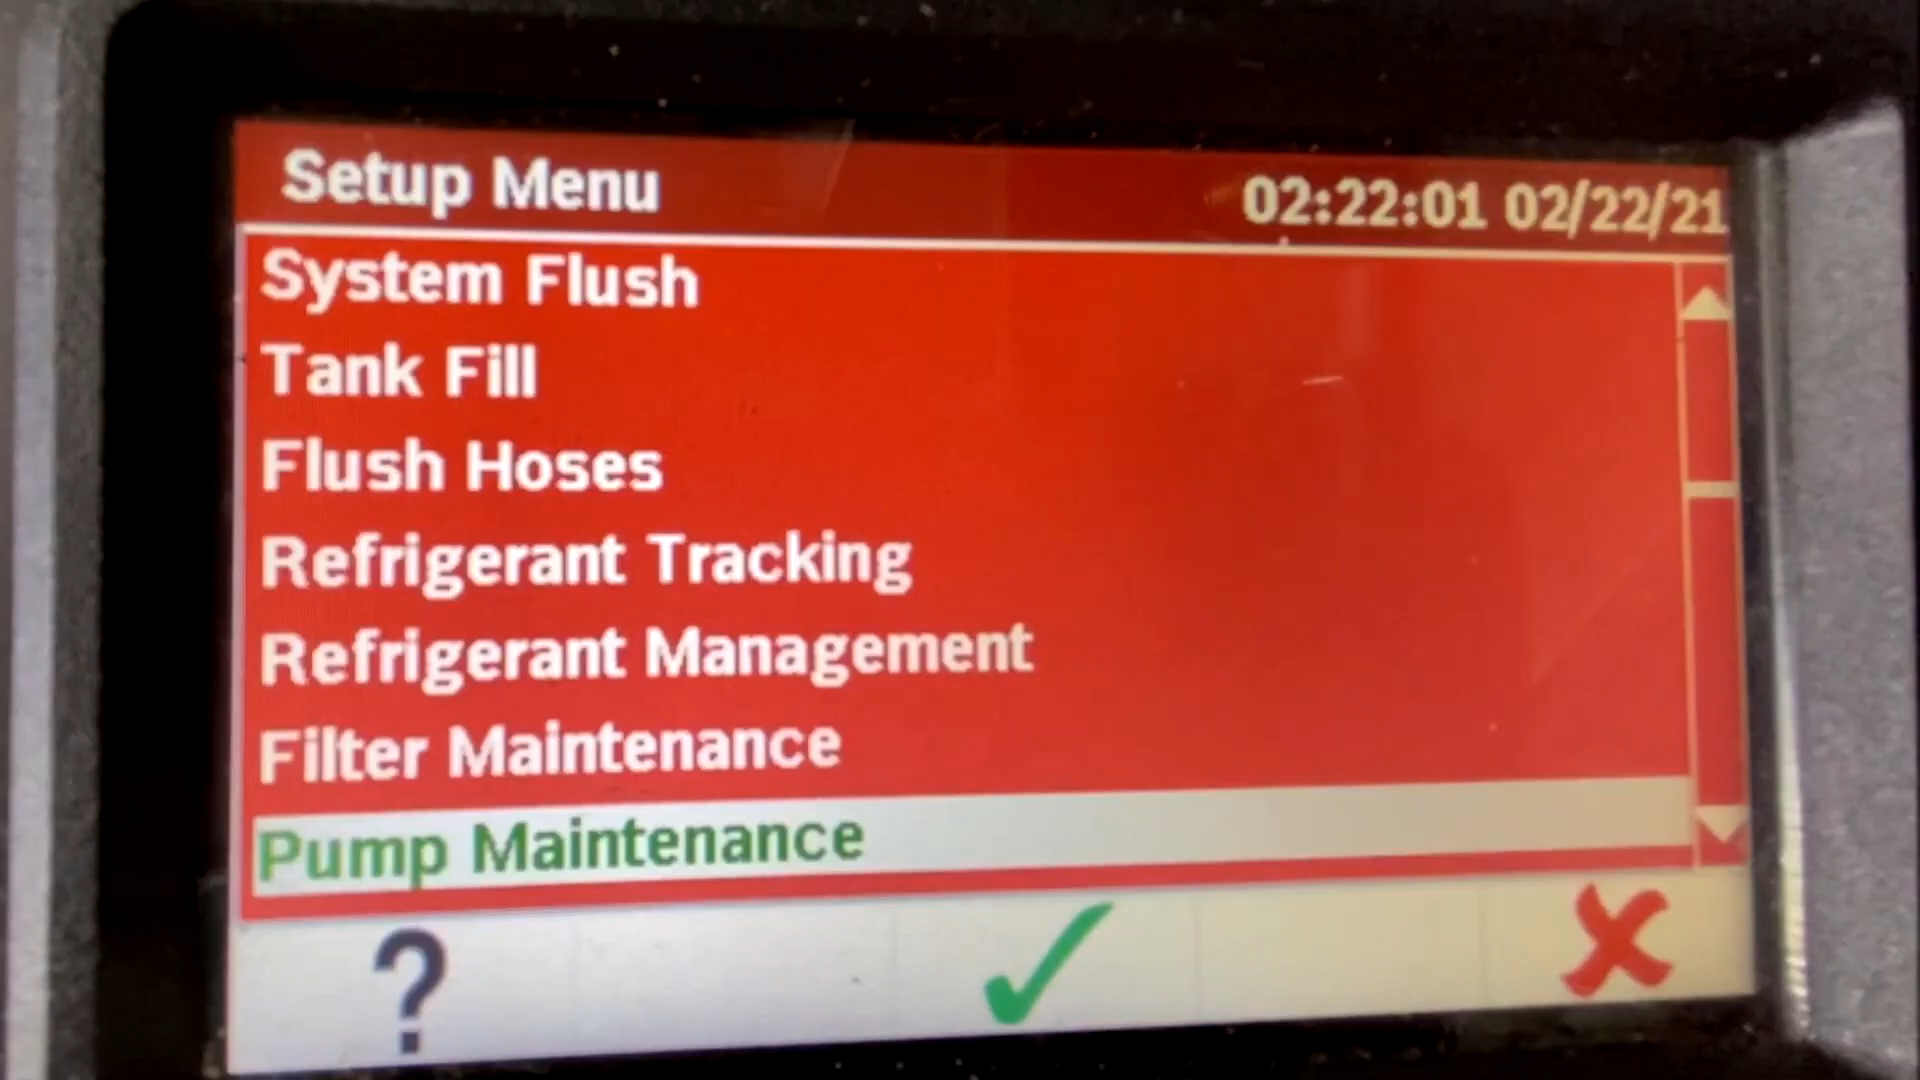 Setup Menu 02:22:01 02/22/21
System Flush
Tank Fill
Flush Hoses
Refrigerant Tracking
Refrigerant Management
Filter Maintenance
Pump Maintenance
?